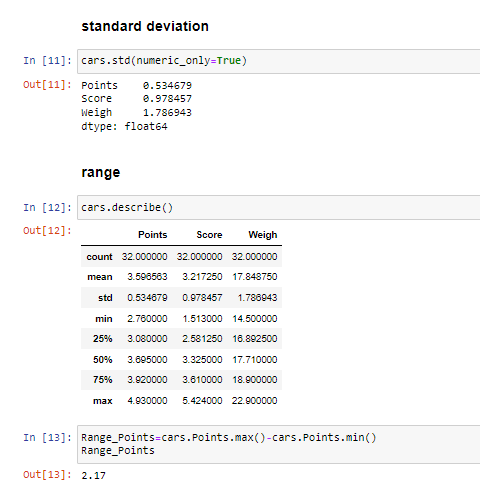 standard deviation
In [11]: cars.std(numeric_only=True)
Out[11]: Points 0.534679
Score 0.978457
Weigh 1.786943
dtype: float64
range
In [12]: cars.describe()
Out[12]:
Points Score Weigh
count 32.000000 32.000000 32.000000
mean 3.596563 3.217250 17.848750
std 0.534679 0.978457 1.786943
min 2.760000 1.513000 14.500000
25% 3.080000 2.581250 16.892500
50% 3.695000 3.325000 17.710000
75% 3.920000 3.610000 18.900000
max 4.930000 5.424000 22.900000
In [13]: Range_Points=cars.Points.max()-cars.Points.min()
Range_Points
Out[13]: 2.17